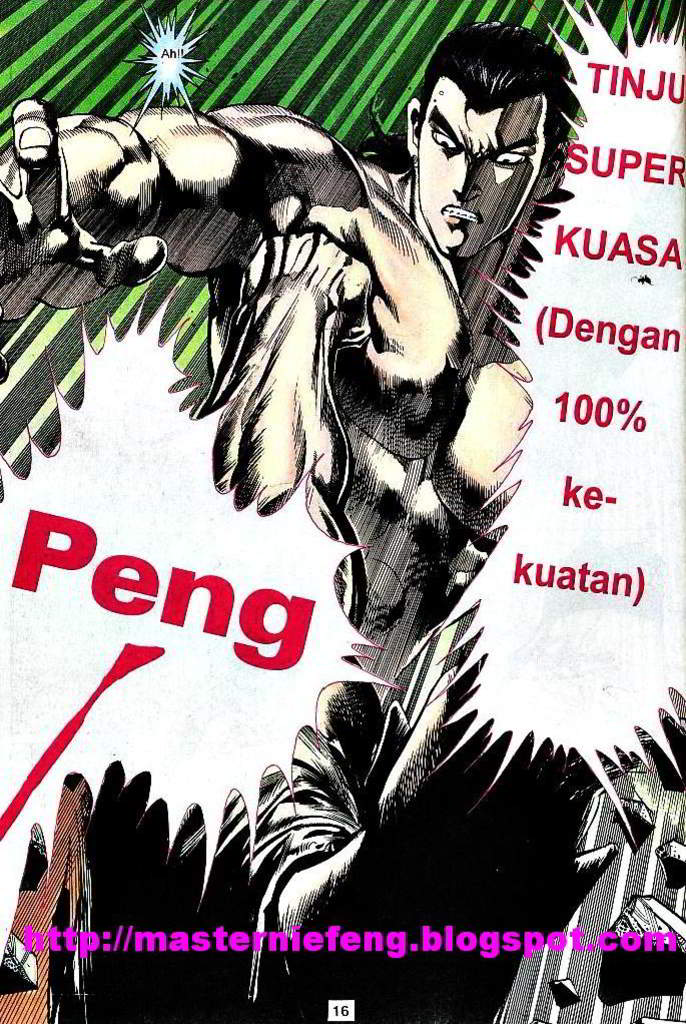 Ah!!
TINJU
SUPER
KUASA
(Dengan
100%
ke-
kuatan)
Peng
http://masterniefeng.blogspot.com
16